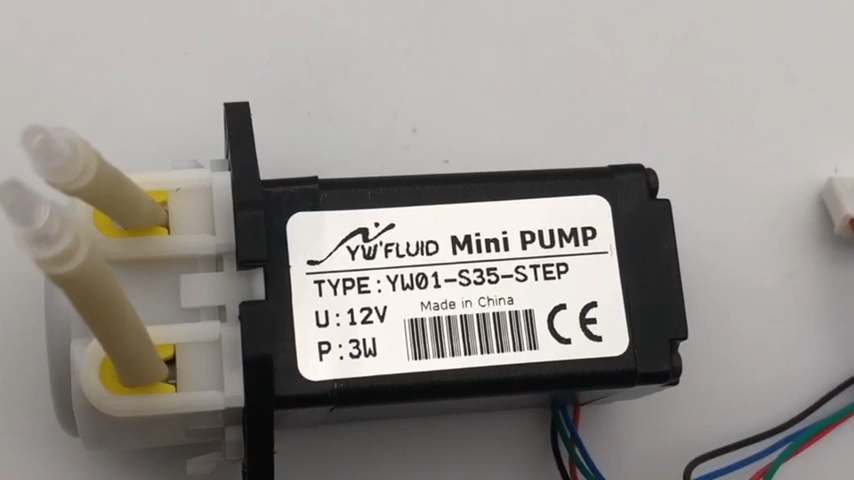 YW FLUID Mini PUMP
TYPE:YW01-S35-STEP
U:12V
Made in China
P:3W
CE